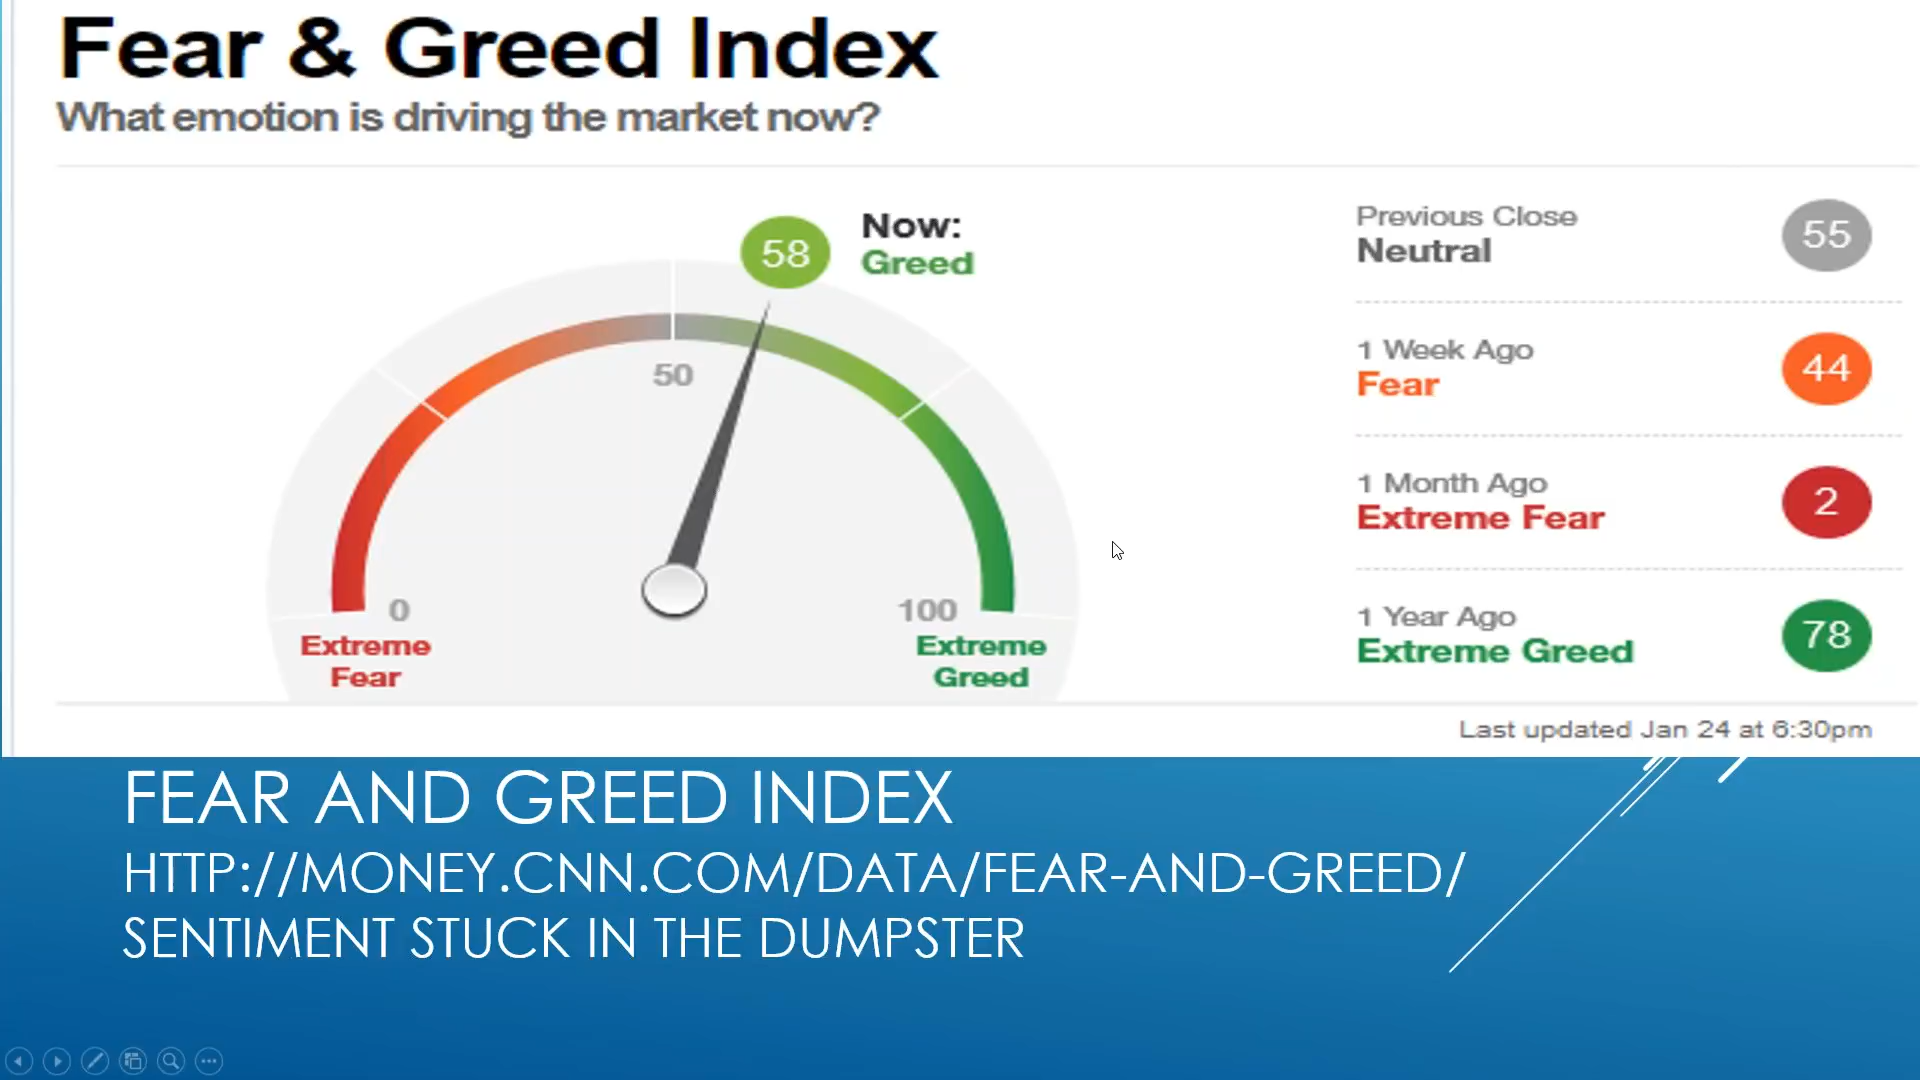 Fear & Greed Index
What emotion is driving the market now?
58
Now:
Greed
50
0
Extreme
Fear
100
Extreme
Greed
Previous Close
Neutral
55
1 Week Ago
Fear
44
1 Month Ago
Extreme Fear
2
1 Year Ago
Extreme Greed
78
Last updated Jan 24 at 6:30pm
FEAR AND GREED INDEX
HTTP://MONEY.CNN.COM/DATA/FEAR-AND-GREED/
SENTIMENT STUCK IN THE DUMPSTER